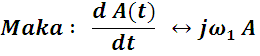 Maka : d A(t) / dt ↔ jω₁ A